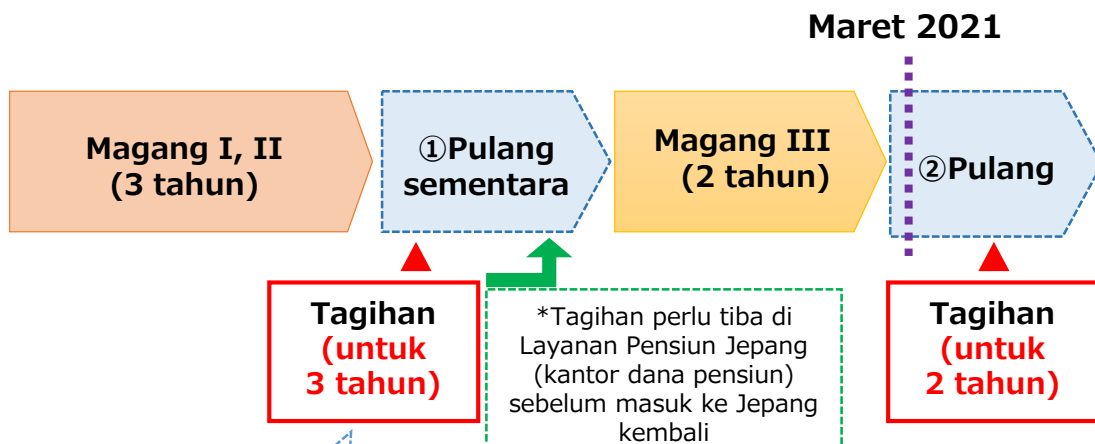 Maret 2021
Magang I, II
(3 tahun)
①Pulang
sementara
Magang III
(2 tahun)
②Pulang
Tagihan
(untuk
3 tahun)
*Tagihan perlu tiba di
Layanan Pensiun Jepang
(kantor dana pensiun)
sebelum masuk ke Jepang
kembali
Tagihan
(untuk
2 tahun)